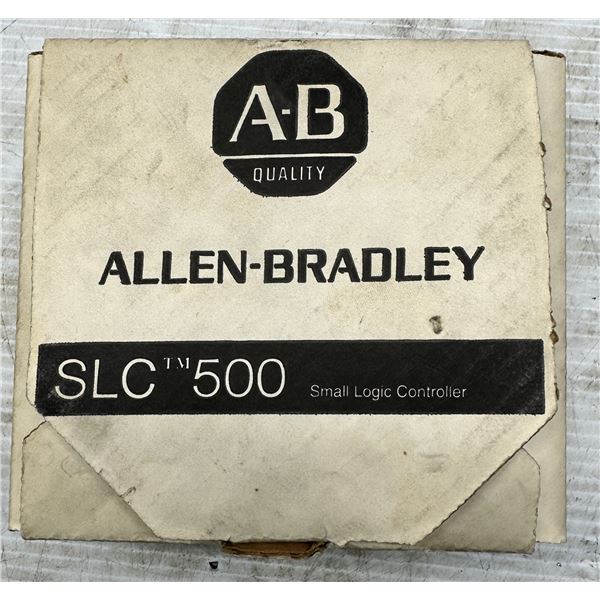 A-B
QUALITY
ALLEN-BRADLEY
SLC™500 Small Logic Controller